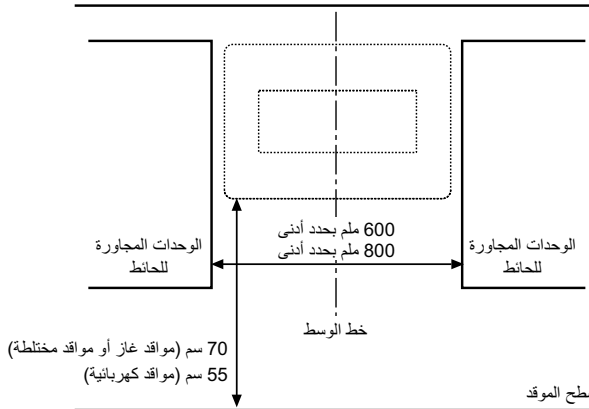 600 ملم بحدد أدنى
800 ملم بحدد أدنى
الوحدات المجاورة
للحائط
الوحدات المجاورة
للحائط
خط الوسط
70 سم (مواقد غاز أو مواقد مختلطة)
55 سم (مواقد كهربائية)
طح الموقد